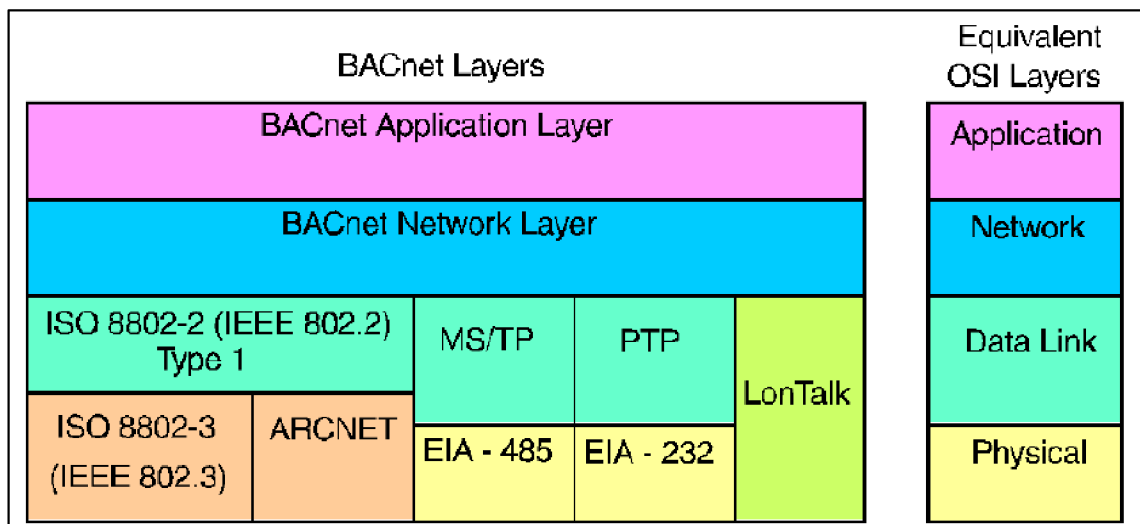 BACnet Layers
Equivalent
OSI Layers
BACnet Application Layer
Application
BACnet Network Layer
Network
ISO 8802-2 (IEEE 802.2)
Type 1
MS/TP
PTP
LonTalk
Data Link
ISO 8802-3
(IEEE 802.3)
ARCNET
EIA - 485
EIA - 232
Physical